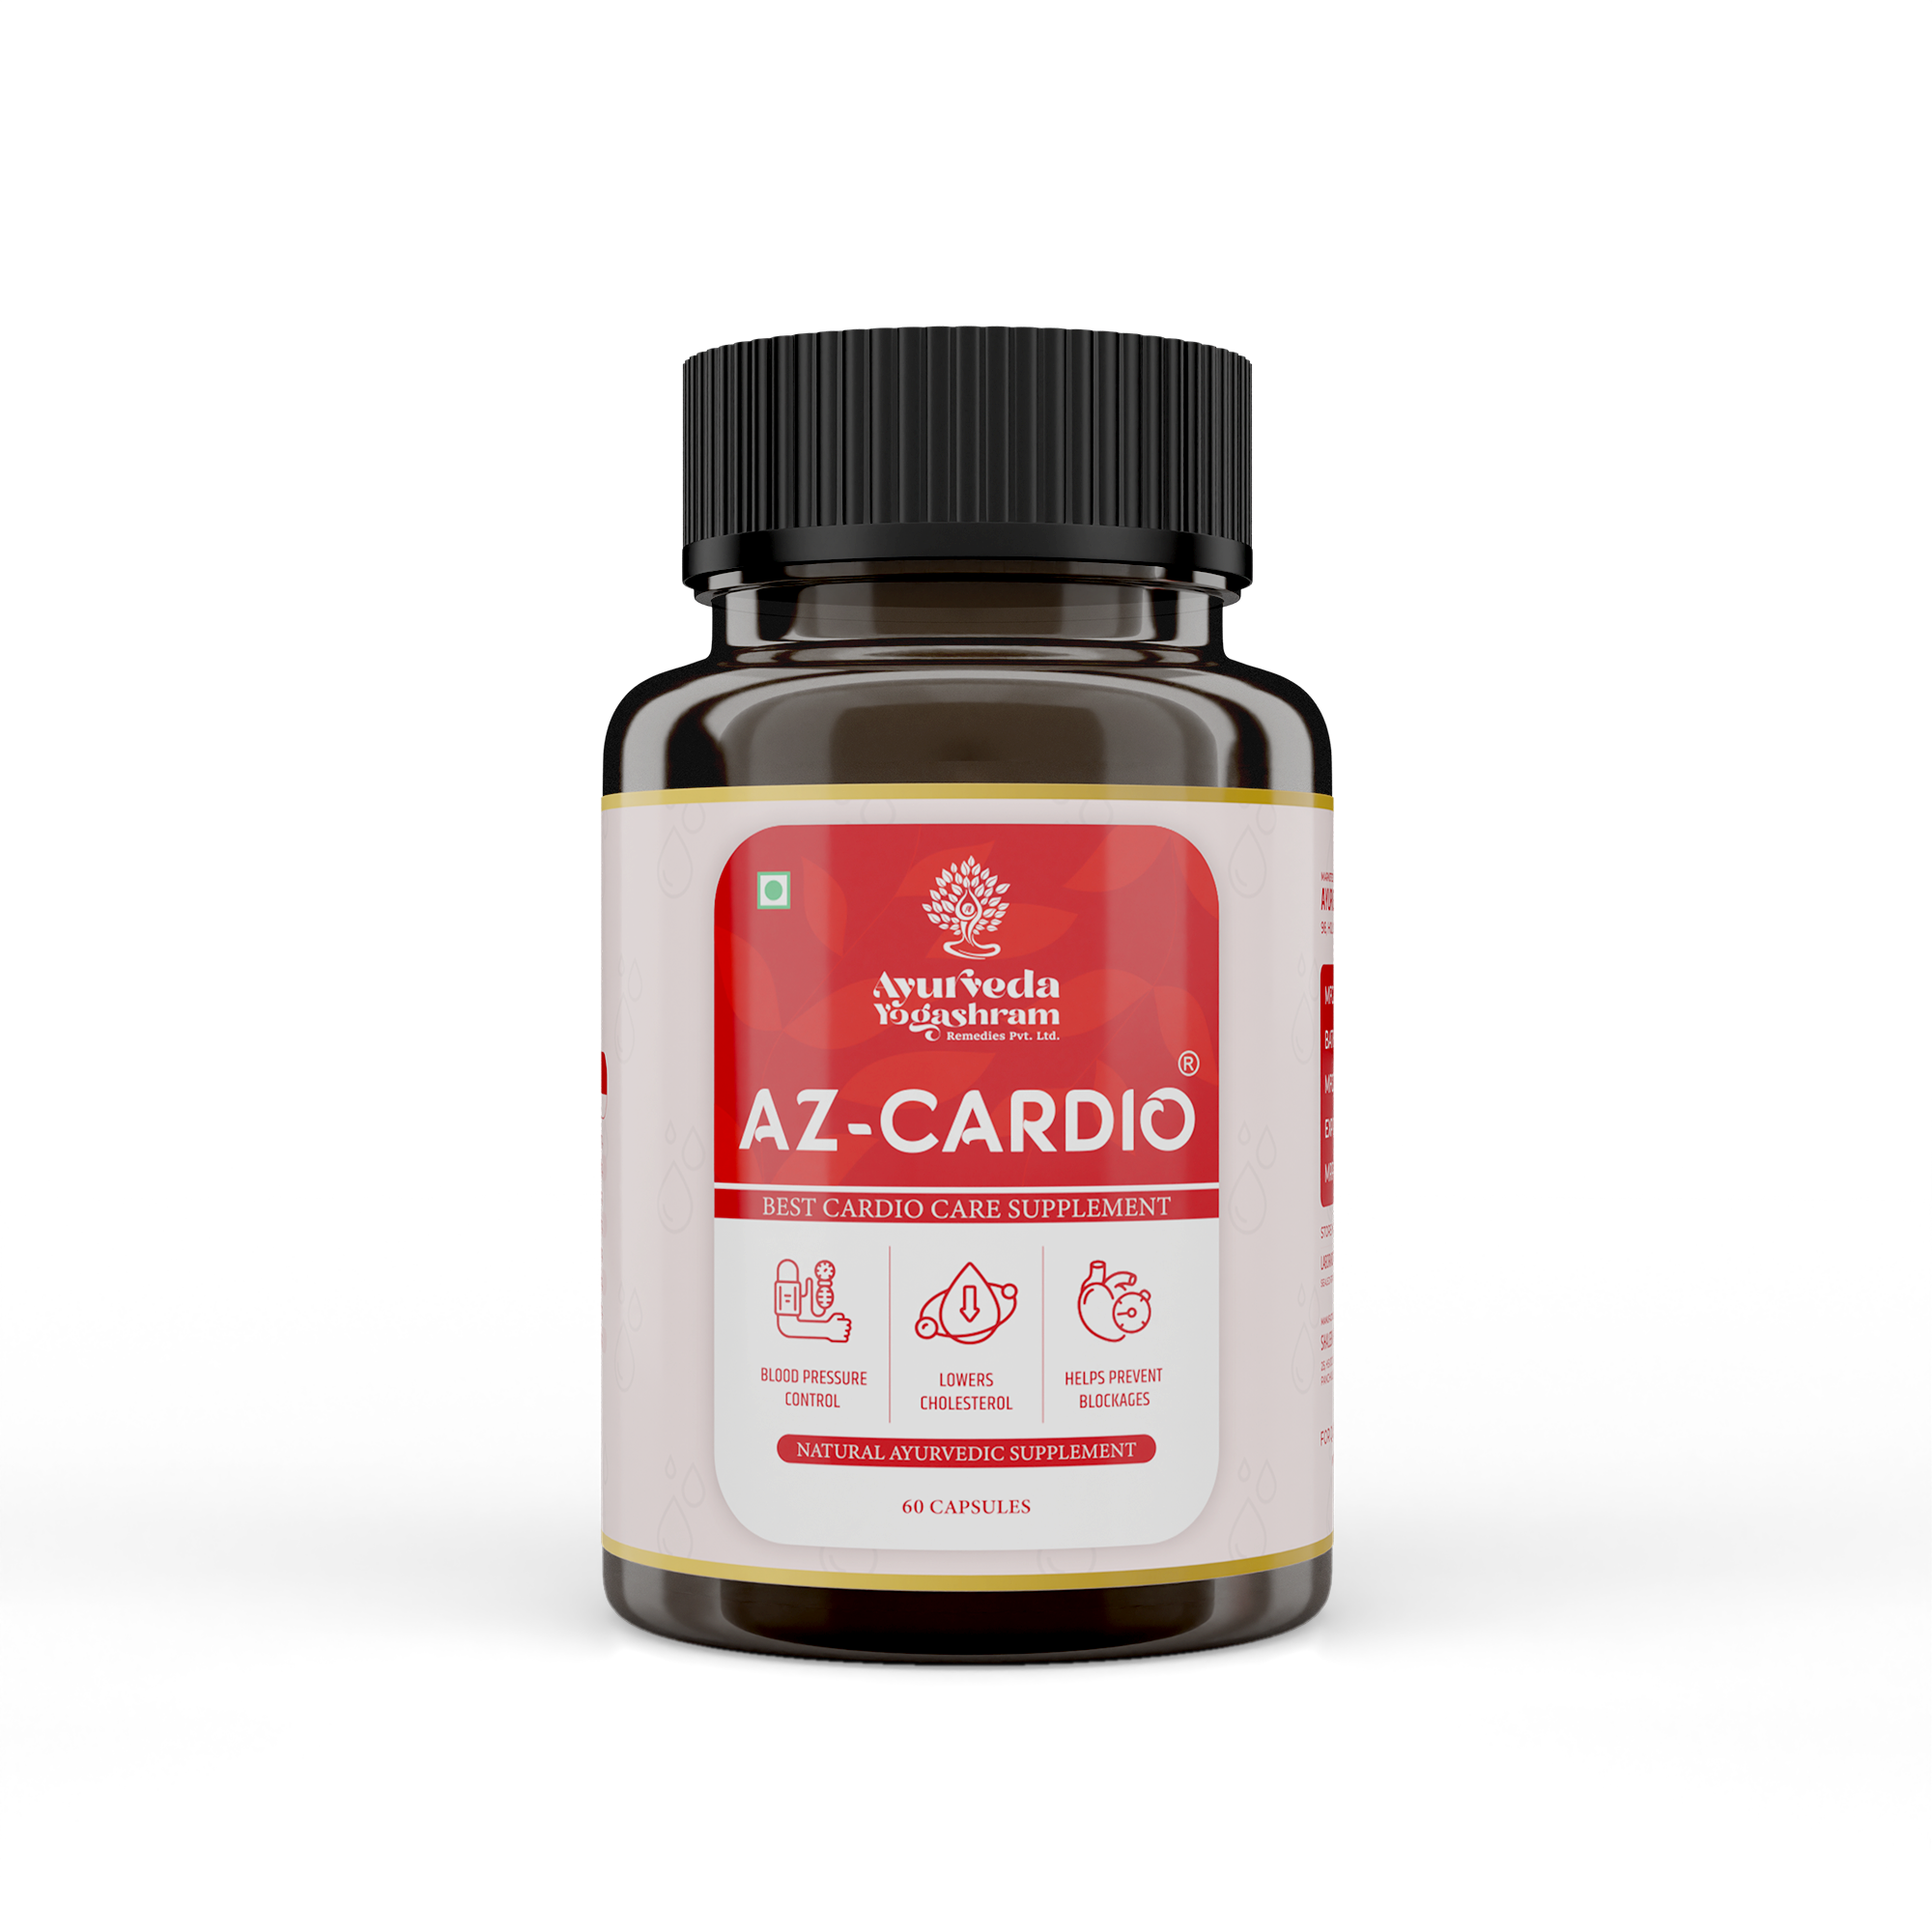 Ayurveda
Yogashram
Remedies Pvt. Ltd.
AZ-CARDIO®
BEST CARDIO CARE SUPPLEMENT
BLOOD PRESSURE
CONTROL
LOWERS
CHOLESTEROL
HELPS PREVENT
BLOCKAGES
NATURAL AYURVEDIC SUPPLEMENT
60 CAPSULES